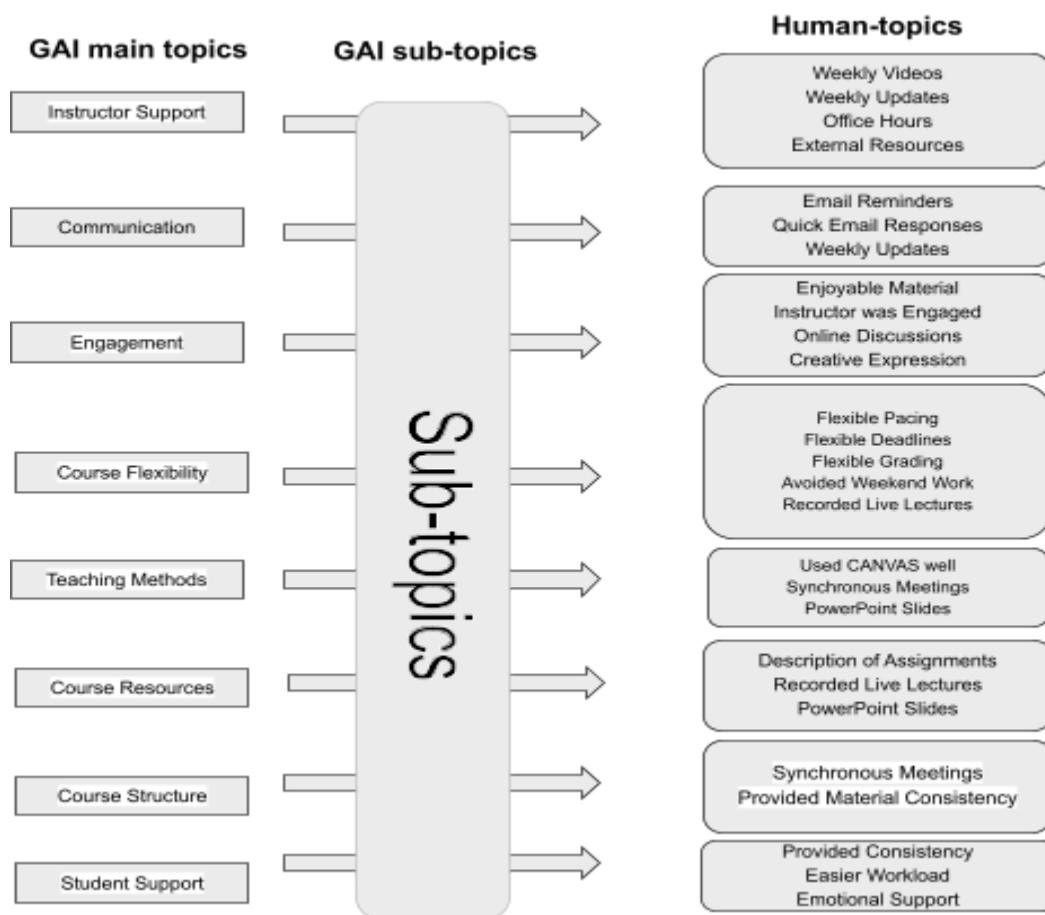 GAI main topics
GAI sub-topics
Human-topics
Instructor Support
Weekly Videos
Weekly Updates
Office Hours
External Resources
Communication
Email Reminders
Quick Email Responses
Weekly Updates
Engagement
Enjoyable Material
Instructor was Engaged
Online Discussions
Creative Expression
Course Flexibility
Flexible Pacing
Flexible Deadlines
Flexible Grading
Avoided Weekend Work
Recorded Live Lectures
Sub-topics
Teaching Methods
Used CANVAS well
Synchronous Meetings
PowerPoint Slides
Course Resources
Description of Assignments
Recorded Live Lectures
PowerPoint Slides
Course Structure
Synchronous Meetings
Provided Material Consistency
Student Support
Provided Consistency
Easier Workload
Emotional Support